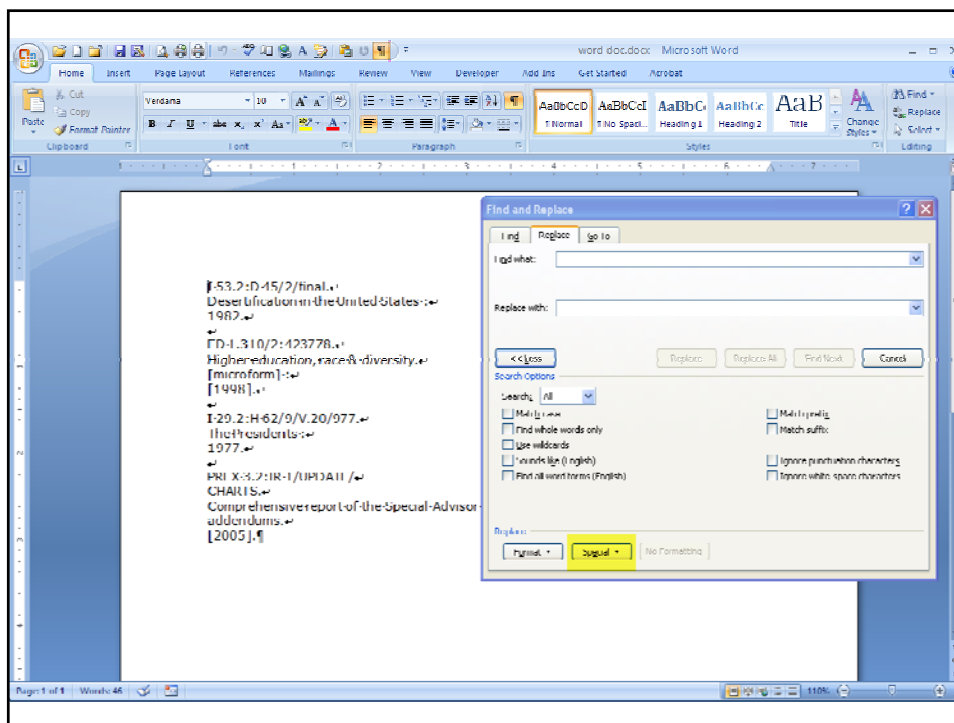 word doc.docx Microsoft Word
Home Insert Page Layout References Mailings Review View Developer Add Ins Get Started Acrobat
Paste
Cut
Copy
Format Painter
Clipboard
Verdana 10
Font
Paragraph
AaBbCcD AaBbCcI AaBbC AaBbCc AaB
¶ Normal ¶ No Spaci... Heading 1 Heading 2 Title
Change Styles
Styles
Find
Replace
Select
Editing
I·53.2:D·45/2/final.↵
Desertification·in·the·United·States·:↵
1982.↵
↵
ED·1.310/2:423778.↵
Higher·education,·race·&·diversity.↵
[microform]·:↵
[1998].↵
↵
I·29.2:H·62/9/V.20/977.↵
The·Presidents·:↵
1977.↵
↵
PREX·3.2:IR·1/UPDATE/↵
CHARTS.↵
Comprehensive·report·of·the·Special·Advisor
addendums.↵
[2005].¶
Find and Replace
Find Replace Go To
Find what:
Replace with:
<< Less Replace Replace All Find Next Cancel
Search Options
Search: All
Match case Match prefix
Find whole words only Match suffix
Use wildcards
Sounds like (English) Ignore punctuation characters
Find all word forms (English) Ignore white-space characters
Replace
Format Special No Formatting
Page: 1 of 1 Words: 46 110%